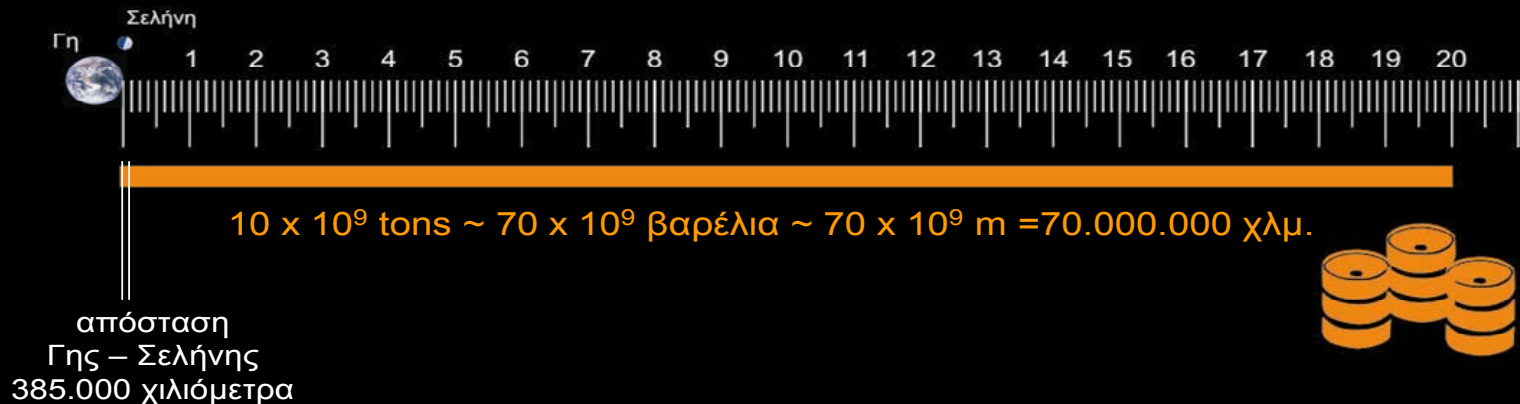 Σελήνη
Γη
1 2 3 4 5 6 7 8 9 10 11 12 13 14 15 16 17 18 19 20
10 x 10⁹ tons ~ 70 x 10⁹ βαρέλια ~ 70 x 10⁹ m =70.000.000 χλμ.
απόσταση
Γης – Σελήνης
385.000 χιλιόμετρα